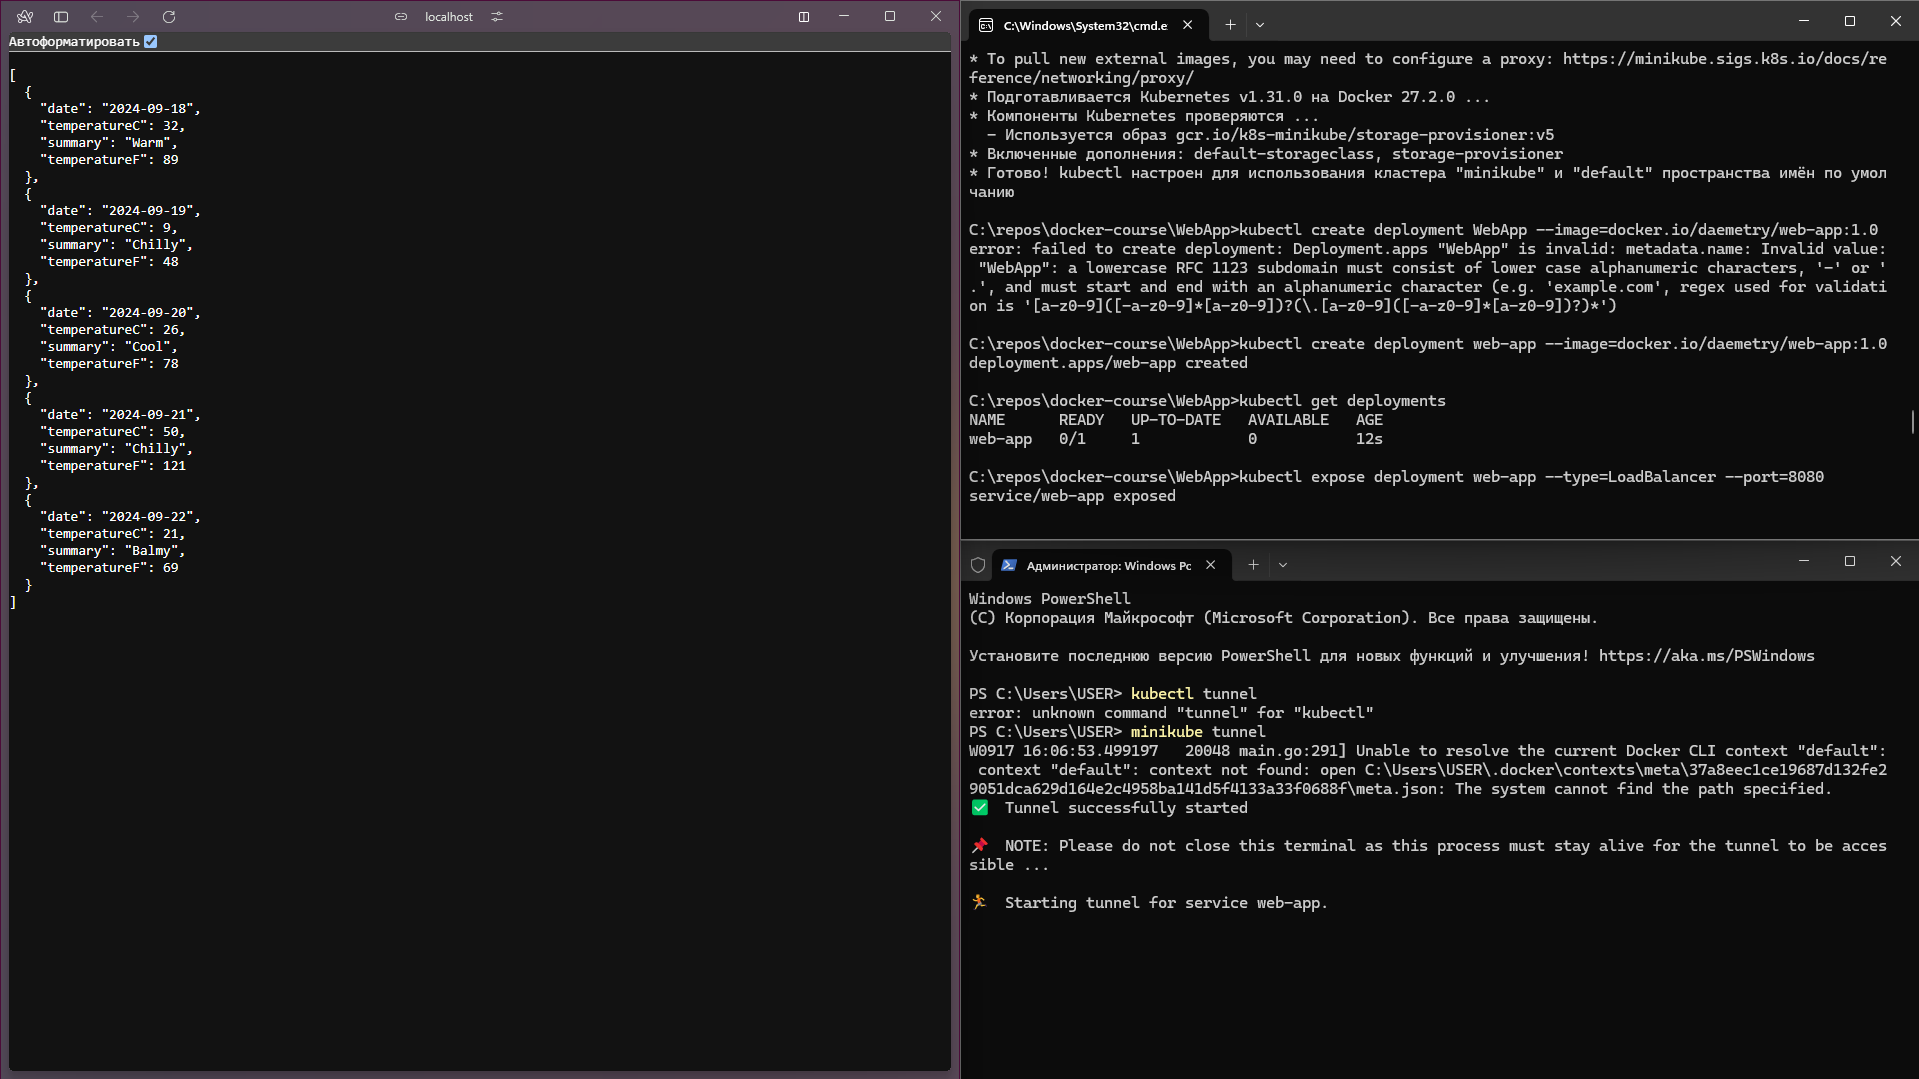 localhost
Автоформатировать
[
  {
    "date": "2024-09-18",
    "temperatureC": 32,
    "summary": "Warm",
    "temperatureF": 89
  },
  {
    "date": "2024-09-19",
    "temperatureC": 9,
    "summary": "Chilly",
    "temperatureF": 48
  },
  {
    "date": "2024-09-20",
    "temperatureC": 26,
    "summary": "Cool",
    "temperatureF": 78
  },
  {
    "date": "2024-09-21",
    "temperatureC": 50,
    "summary": "Chilly",
    "temperatureF": 121
  },
  {
    "date": "2024-09-22",
    "temperatureC": 21,
    "summary": "Balmy",
    "temperatureF": 69
  }
]
C:\Windows\System32\cmd.e
* To pull new external images, you may need to configure a proxy: https://minikube.sigs.k8s.io/docs/re
ference/networking/proxy/
* Подготавливается Kubernetes v1.31.0 на Docker 27.2.0 ...
* Компоненты Kubernetes проверяются ...
  - Используется образ gcr.io/k8s-minikube/storage-provisioner:v5
* Включенные дополнения: default-storageclass, storage-provisioner
* Готово! kubectl настроен для использования кластера "minikube" и "default" пространства имён по умол
чанию
C:\repos\docker-course\WebApp>kubectl create deployment WebApp --image=docker.io/daemetry/web-app:1.0
error: failed to create deployment: Deployment.apps "WebApp" is invalid: metadata.name: Invalid value:
 "WebApp": a lowercase RFC 1123 subdomain must consist of lower case alphanumeric characters, '-' or '
.', and must start and end with an alphanumeric character (e.g. 'example.com', regex used for validati
on is '[a-z0-9]([-a-z0-9]*[a-z0-9])?(\.[a-z0-9]([-a-z0-9]*[a-z0-9])?)*')
C:\repos\docker-course\WebApp>kubectl create deployment web-app --image=docker.io/daemetry/web-app:1.0
deployment.apps/web-app created
C:\repos\docker-course\WebApp>kubectl get deployments
NAME      READY   UP-TO-DATE   AVAILABLE   AGE
web-app   0/1     1            0           12s
C:\repos\docker-course\WebApp>kubectl expose deployment web-app --type=LoadBalancer --port=8080
service/web-app exposed
Администратор: Windows Pc
Windows PowerShell
(C) Корпорация Майкрософт (Microsoft Corporation). Все права защищены.
Установите последнюю версию PowerShell для новых функций и улучшения! https://aka.ms/PSWindows
PS C:\Users\USER> kubectl tunnel
error: unknown command "tunnel" for "kubectl"
PS C:\Users\USER> minikube tunnel
W0917 16:06:53.499197   20048 main.go:291] Unable to resolve the current Docker CLI context "default":
 context "default": context not found: open C:\Users\USER\.docker\contexts\meta\37a8eec1ce19687d132fe2
9051dca629d164e2c4958ba141d5f4133a33f0688f\meta.json: The system cannot find the path specified.
✅  Tunnel successfully started
📌  NOTE: Please do not close this terminal as this process must stay alive for the tunnel to be acces
sible ...
🏃  Starting tunnel for service web-app.